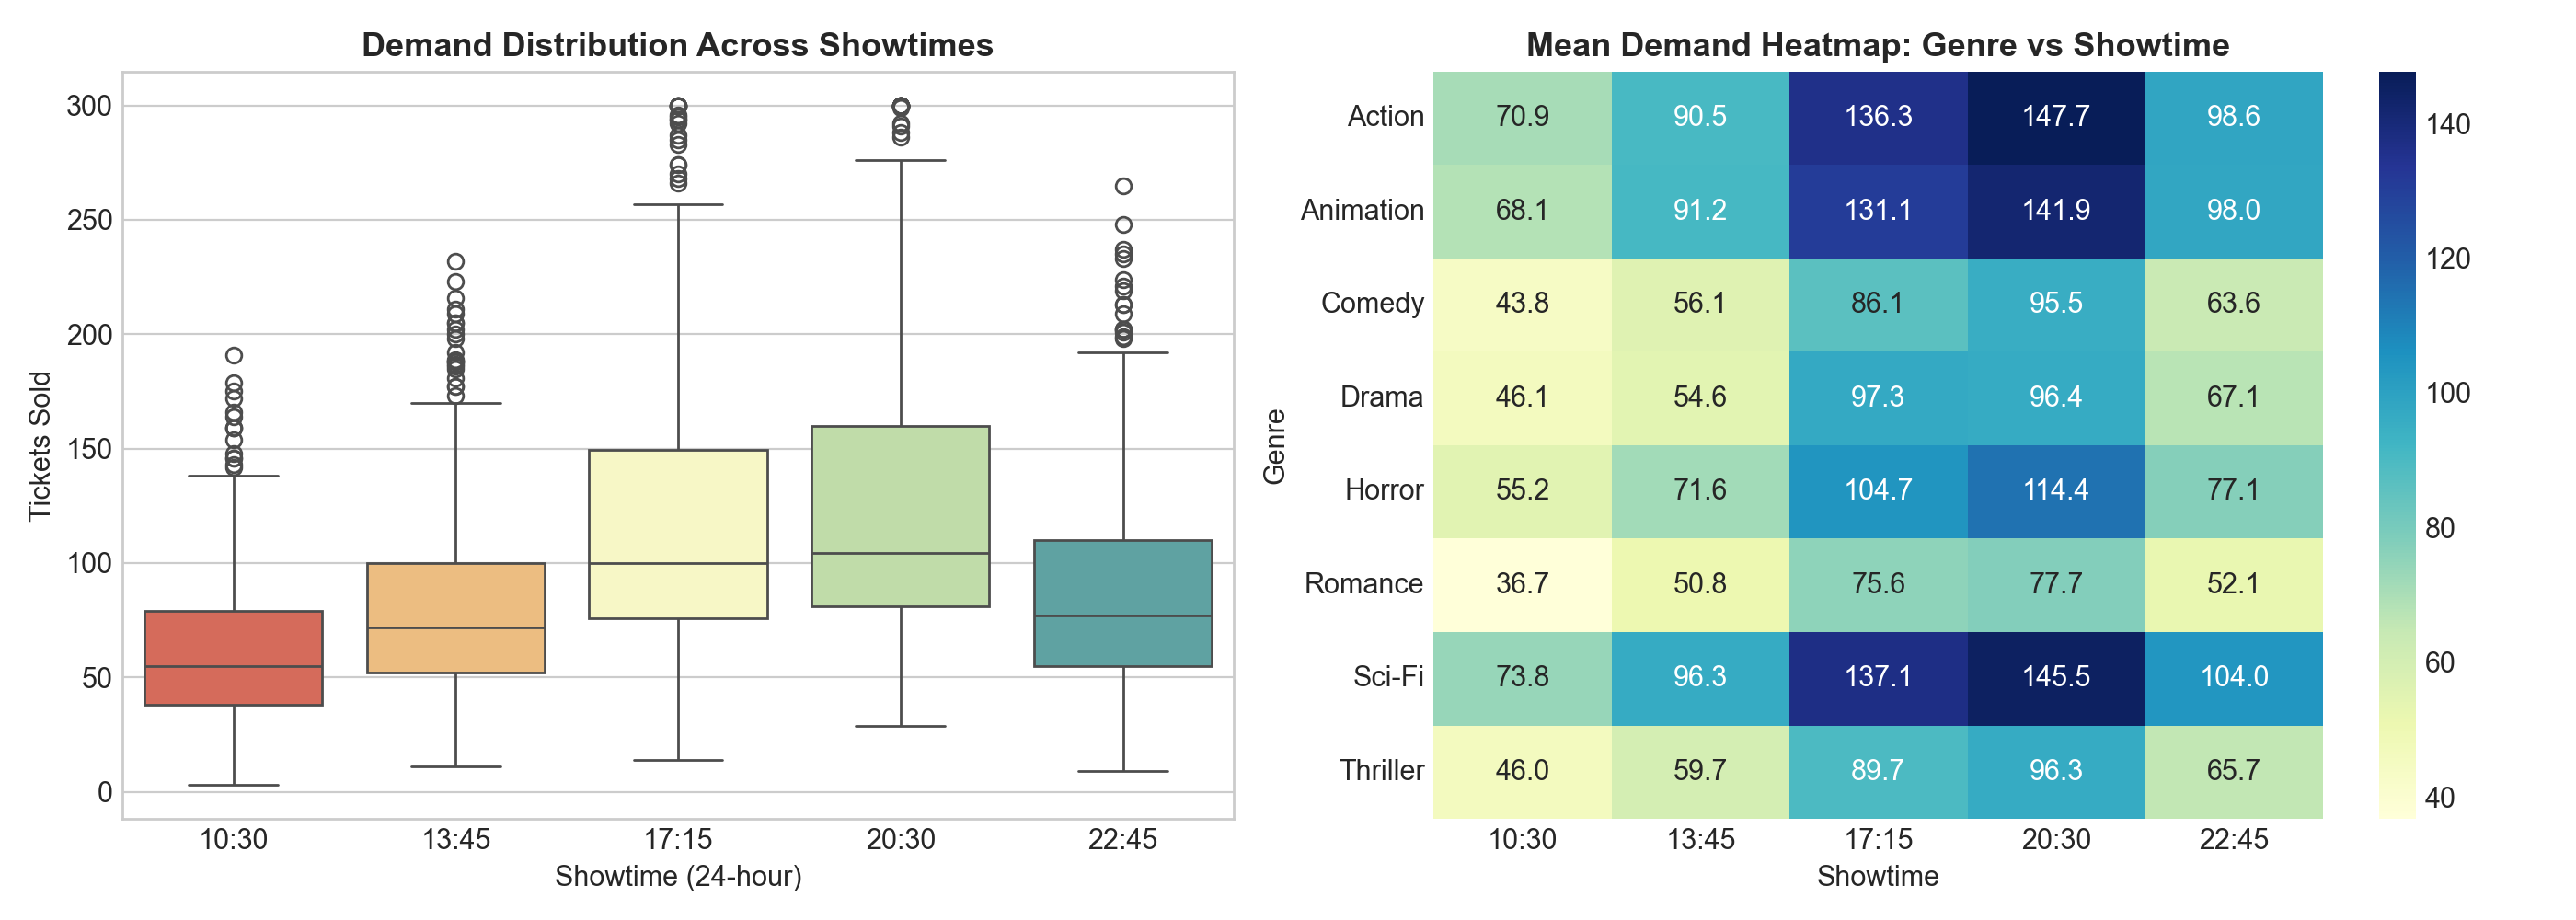 Demand Distribution Across Showtimes
Tickets Sold
300
250
200
150
100
50
0
10:30 13:45 17:15 20:30 22:45
Showtime (24-hour)
Mean Demand Heatmap: Genre vs Showtime
Genre
Action 70.9 90.5 136.3 147.7 98.6
Animation 68.1 91.2 131.1 141.9 98.0
Comedy 43.8 56.1 86.1 95.5 63.6
Drama 46.1 54.6 97.3 96.4 67.1
Horror 55.2 71.6 104.7 114.4 77.1
Romance 36.7 50.8 75.6 77.7 52.1
Sci-Fi 73.8 96.3 137.1 145.5 104.0
Thriller 46.0 59.7 89.7 96.3 65.7
10:30 13:45 17:15 20:30 22:45
Showtime
140
120
100
80
60
40